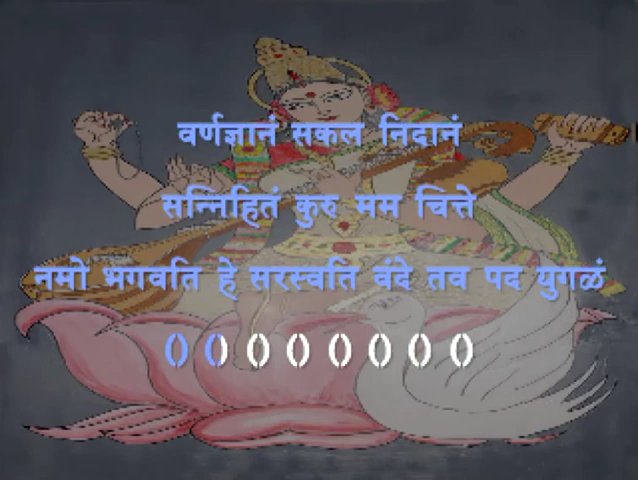 वर्णज्ञानं सकल निदानं
सन्निहितं कुरु मम चित्ते
नमो भगवति हे सरस्वति वंदे तव पद युगळं
() () () () () () () ()